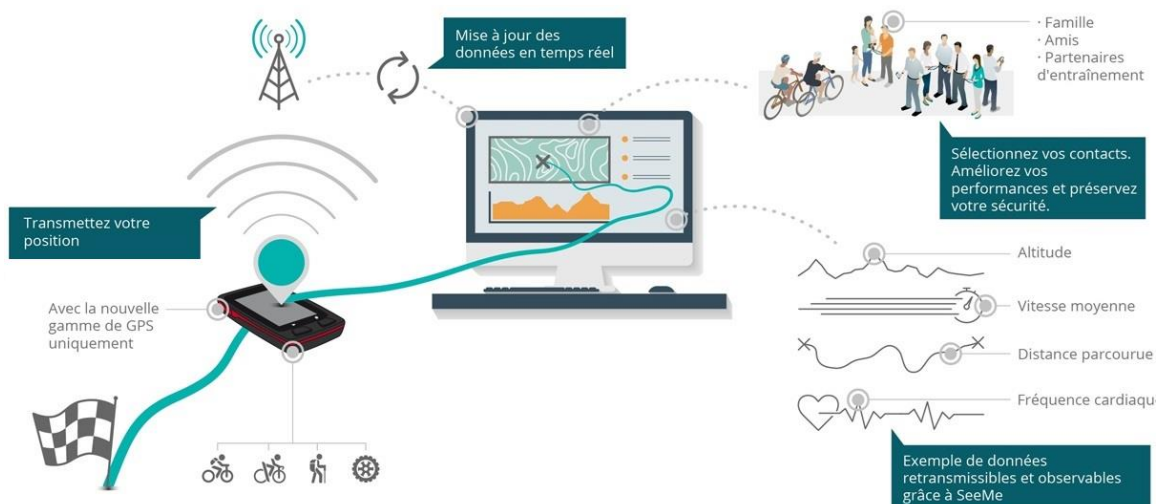 Mise à jour des
données en temps réel
· Famille
· Amis
· Partenaires
d'entraînement
Sélectionnez vos contacts.
Améliorez vos
performances et préservez
votre sécurité.
Transmettez votre
position
Avec la nouvelle
gamme de GPS
uniquement
Altitude
Vitesse moyenne
Distance parcourue
Fréquence cardiaqu
Exemple de données
retransmissibles et observables
grâce à SeeMe